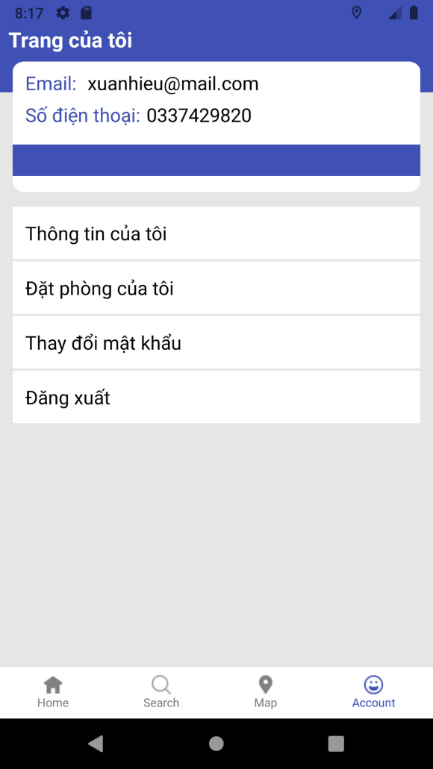 8:17
Trang của tôi
Email: xuanhieu@mail.com
Số điện thoại: 0337429820
Thông tin của tôi
Đặt phòng của tôi
Thay đổi mật khẩu
Đăng xuất
Home Search Map Account